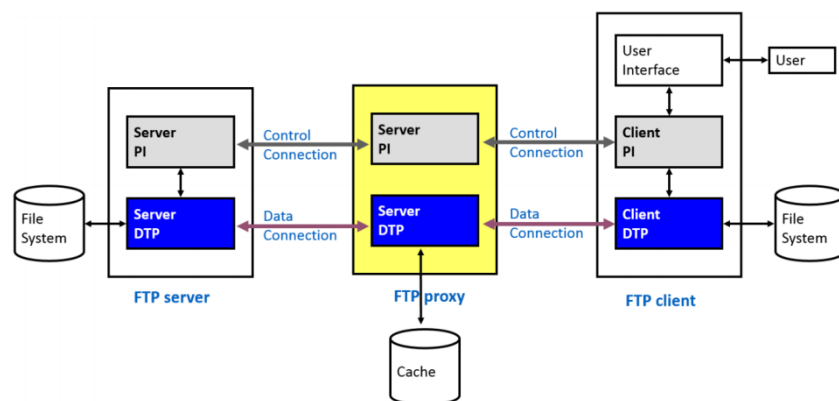 User
Interface
User
Server
PI
Control
Connection
Server
PI
Control
Connection
Client
PI
File
System
Server
DTP
Data
Connection
Server
DTP
Data
Connection
Client
DTP
File
System
FTP server
FTP proxy
FTP client
Cache